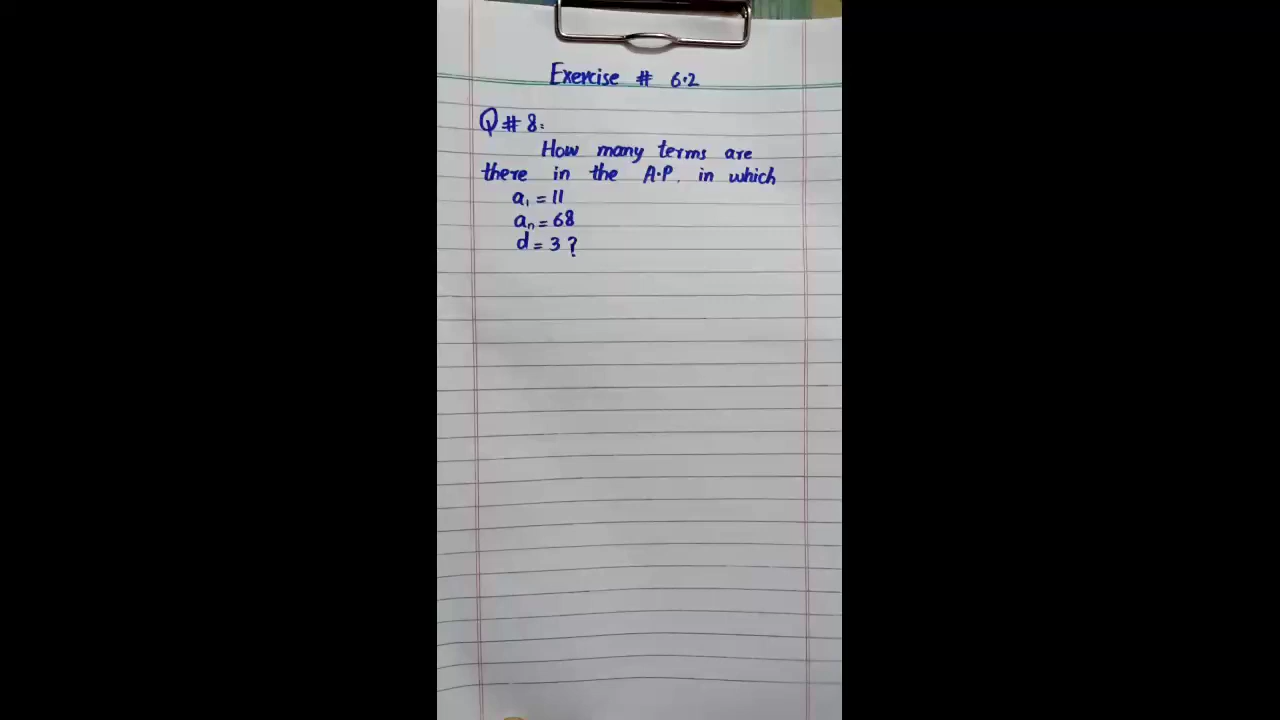 Exercise # 6.2
Q # 8:
How many terms are
there in the A.P. in which
a₁ = 11
aₙ = 68
d = 3 ?